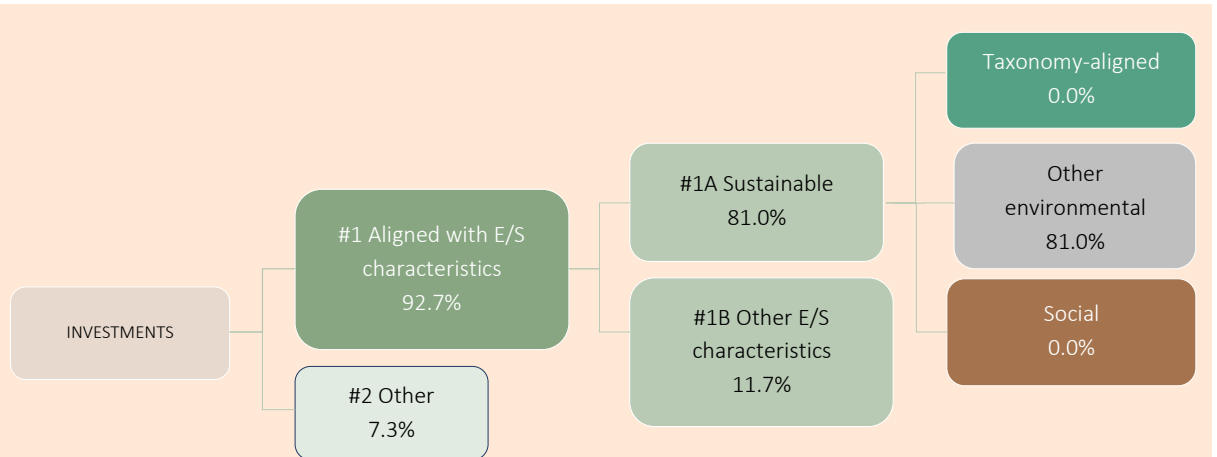 INVESTMENTS
#1 Aligned with E/S
characteristics
92.7%
#2 Other
7.3%
#1A Sustainable
81.0%
#1B Other E/S
characteristics
11.7%
Taxonomy-aligned
0.0%
Other
environmental
81.0%
Social
0.0%